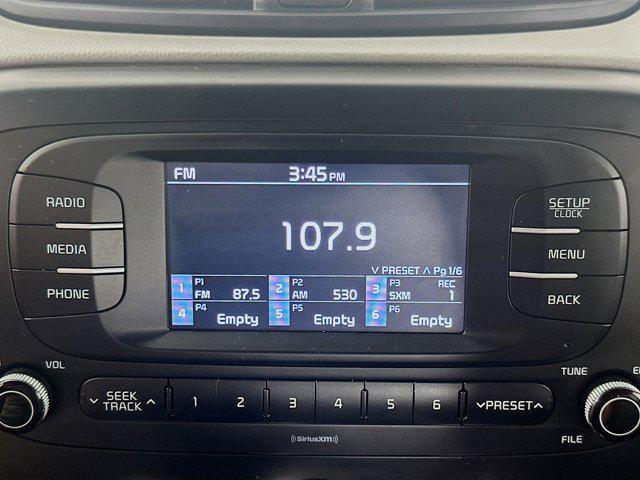 FM 3:45 PM
107.9
∨ PRESET ∧ Pg 1/6
1 P1 FM 87.5 2 P2 AM 530 3 P3 REC SXM 1
4 P4 Empty 5 P5 Empty 6 P6 Empty
RADIO
MEDIA
PHONE
SETUP
CLOCK
MENU
BACK
VOL
TUNE
SEEK
TRACK
1 2 3 4 5 6
PRESET
FILE
((SiriusXM))